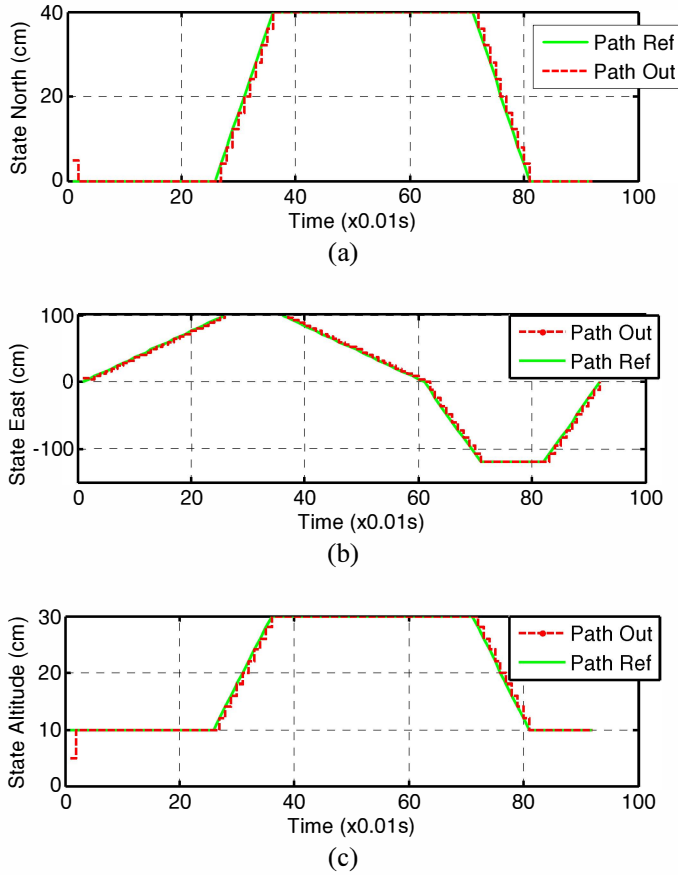 40
20
0
State North (cm)
Path Ref
Path Out
0 20 40 60 80 100
Time (x0.01s)
(a)
100
0
-100
State East (cm)
Path Out
Path Ref
0 20 40 60 80 100
Time (x0.01s)
(b)
30
20
10
0
State Altitude (cm)
Path Out
Path Ref
0 20 40 60 80 100
Time (x0.01s)
(c)